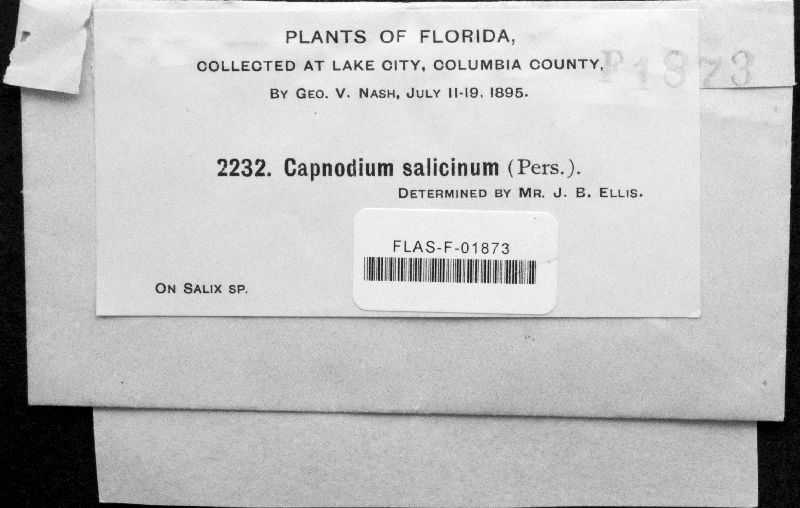 PLANTS OF FLORIDA,
COLLECTED AT LAKE CITY, COLUMBIA COUNTY,
P1873
BY GEO. V. NASH, JULY 11-19, 1895.
2232. Capnodium salicinum (Pers.).
DETERMINED BY MR. J. B. ELLIS.
FLAS-F-01873
ON SALIX SP.